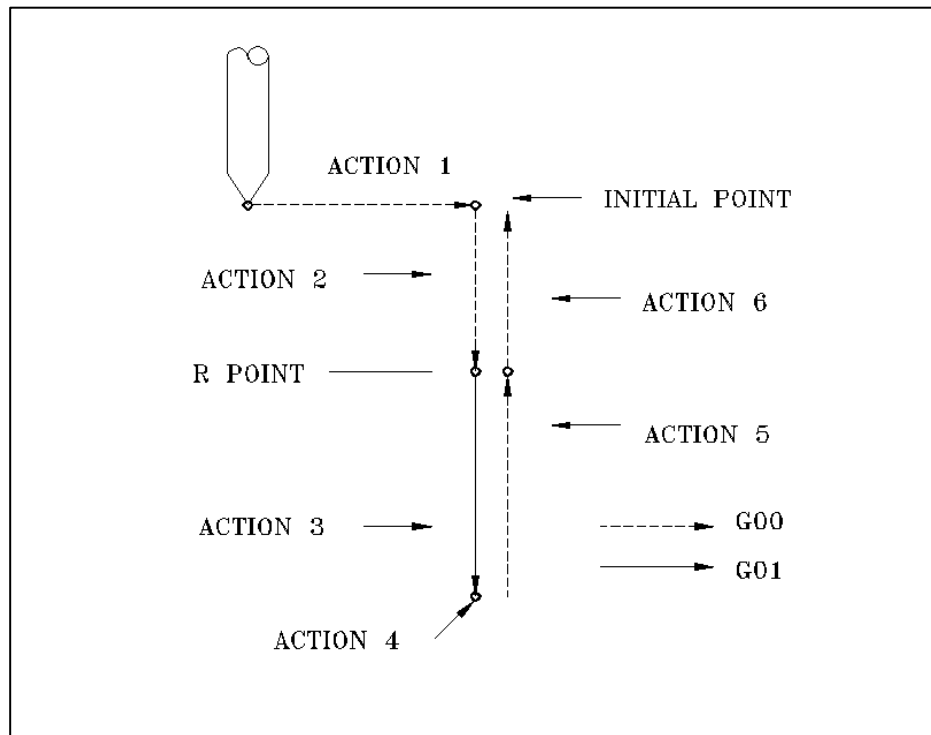 ACTION 1
INITIAL POINT
ACTION 2
ACTION 6
R POINT
ACTION 5
ACTION 3
G00
G01
ACTION 4